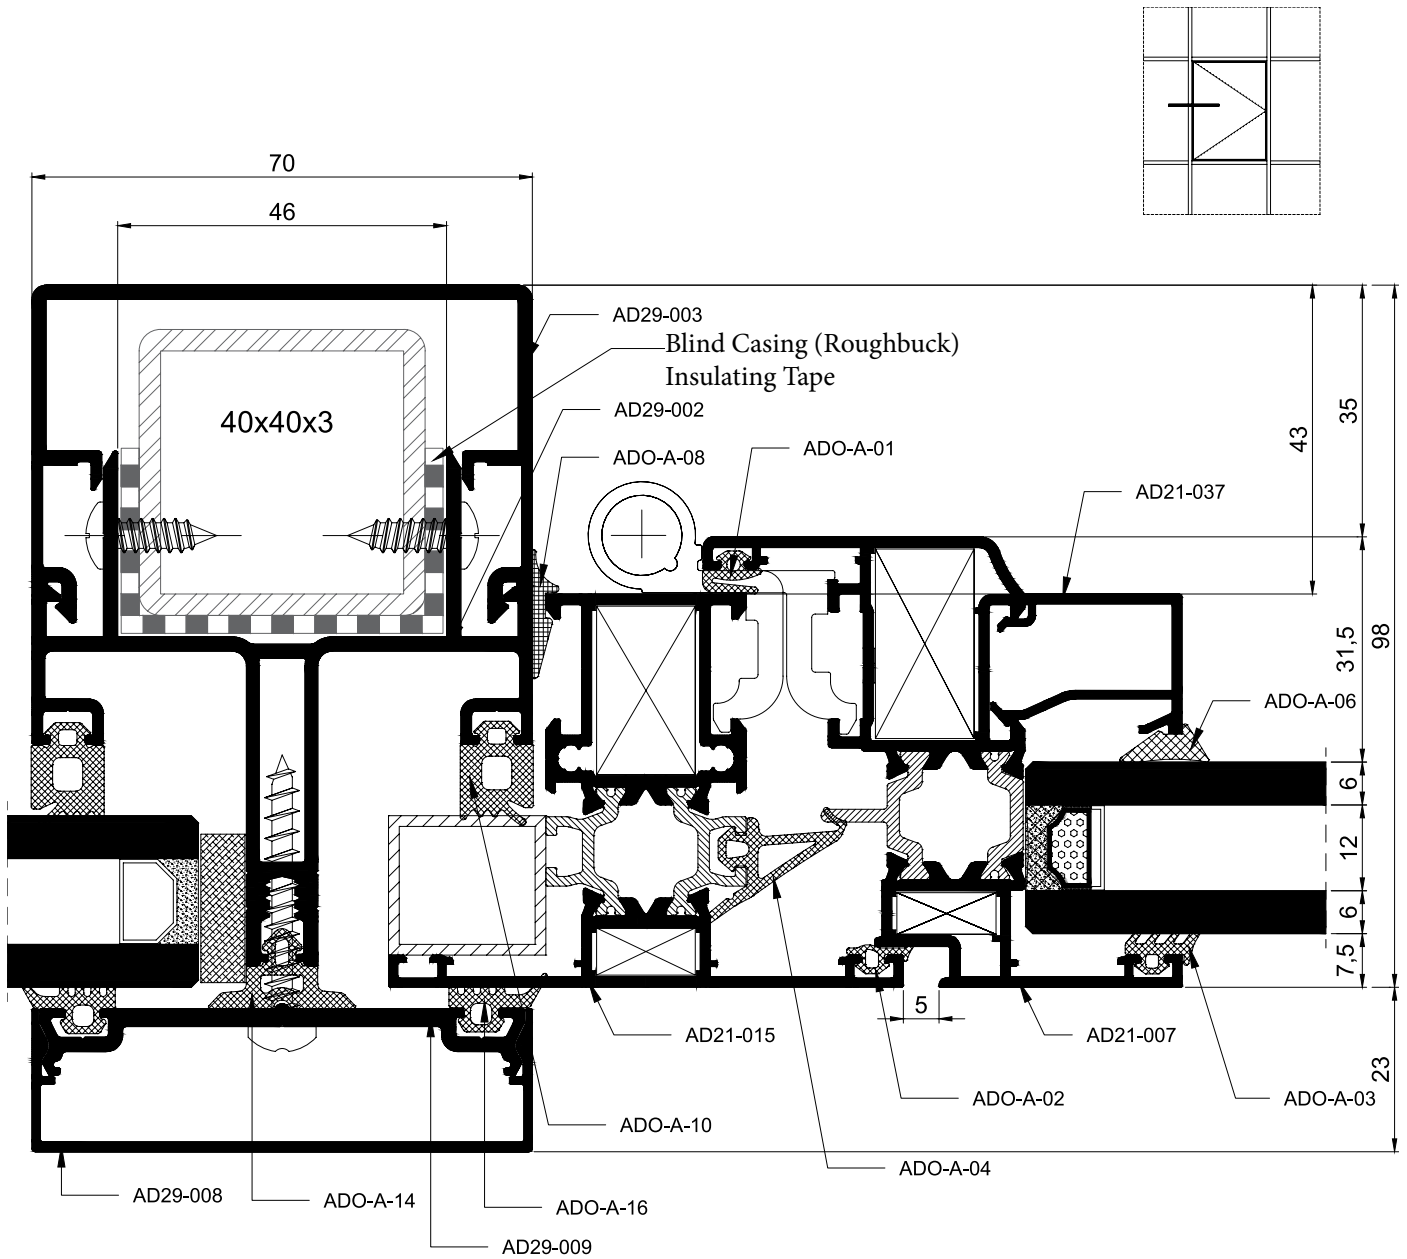 70
46
AD29-003
Blind Casing (Roughbuck)
Insulating Tape
40x40x3
AD29-002
ADO-A-08
ADO-A-01
AD21-037
43
35
31,5
98
ADO-A-06
6
12
6
7,5
5
AD21-015
AD21-007
23
ADO-A-02
ADO-A-03
ADO-A-10
ADO-A-04
AD29-008
ADO-A-14
ADO-A-16
AD29-009